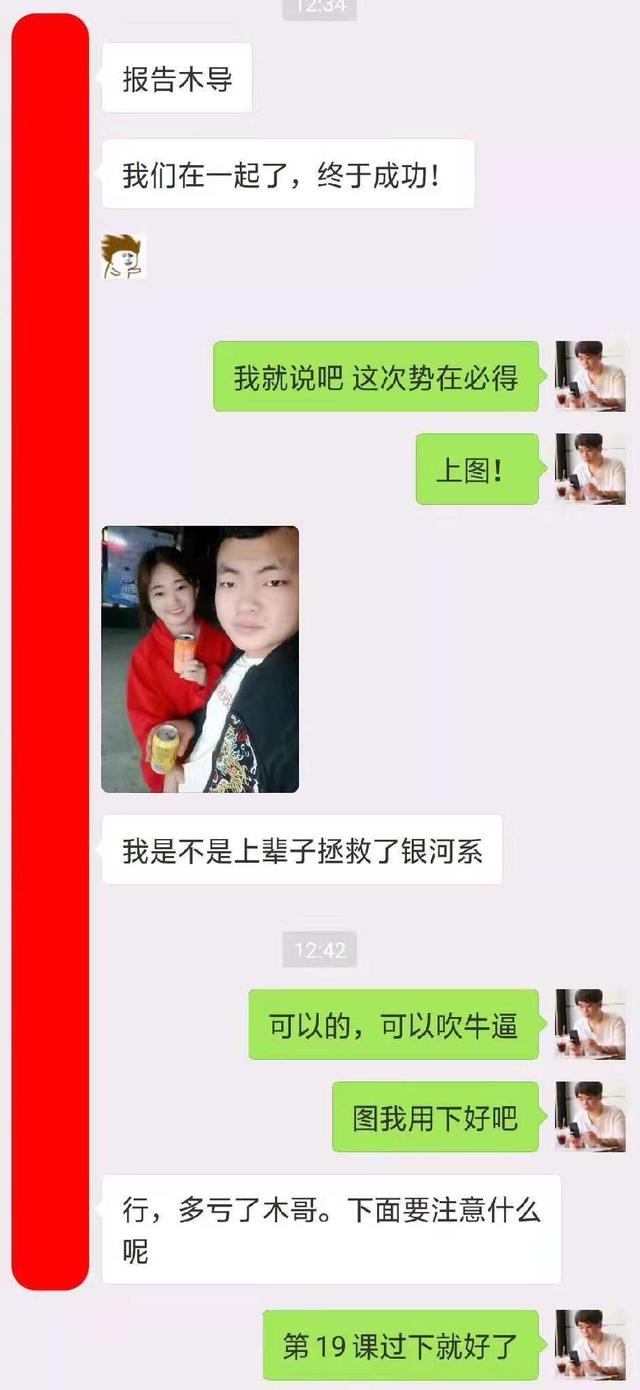 12:34
报告木导
我们在一起了，终于成功！
我就说吧 这次势在必得
上图！
我是不是上辈子拯救了银河系
12:42
可以的，可以吹牛逼
图我用下好吧
行，多亏了木哥。下面要注意什么
呢
第19课过下就好了